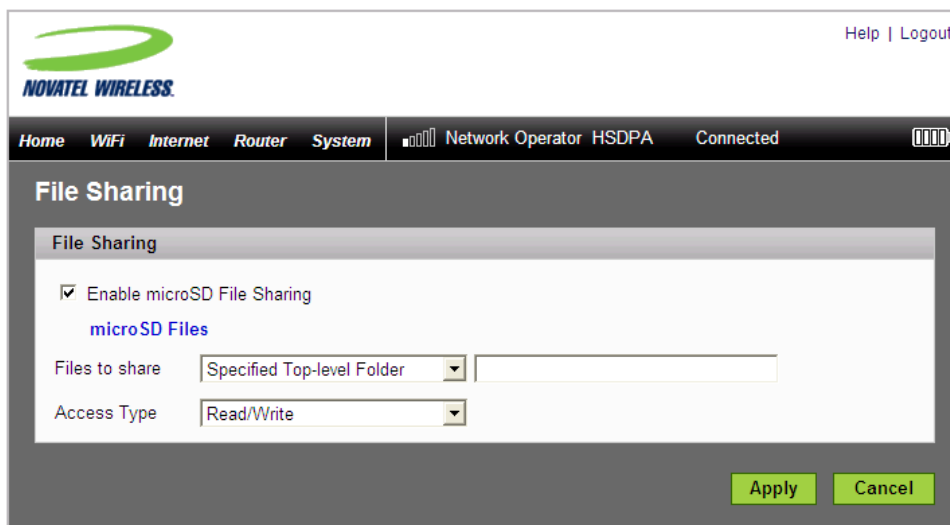 Help | Logout
NOVATEL WIRELESS.
Home WiFi Internet Router System Network Operator HSDPA Connected
File Sharing
File Sharing
Enable microSD File Sharing
microSD Files
Files to share Specified Top-level Folder
Access Type Read/Write
Apply Cancel